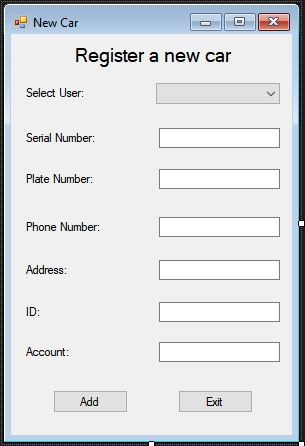 New Car
Register a new car
Select User:
Serial Number:
Plate Number:
Phone Number:
Address:
ID:
Account:
Add Exit